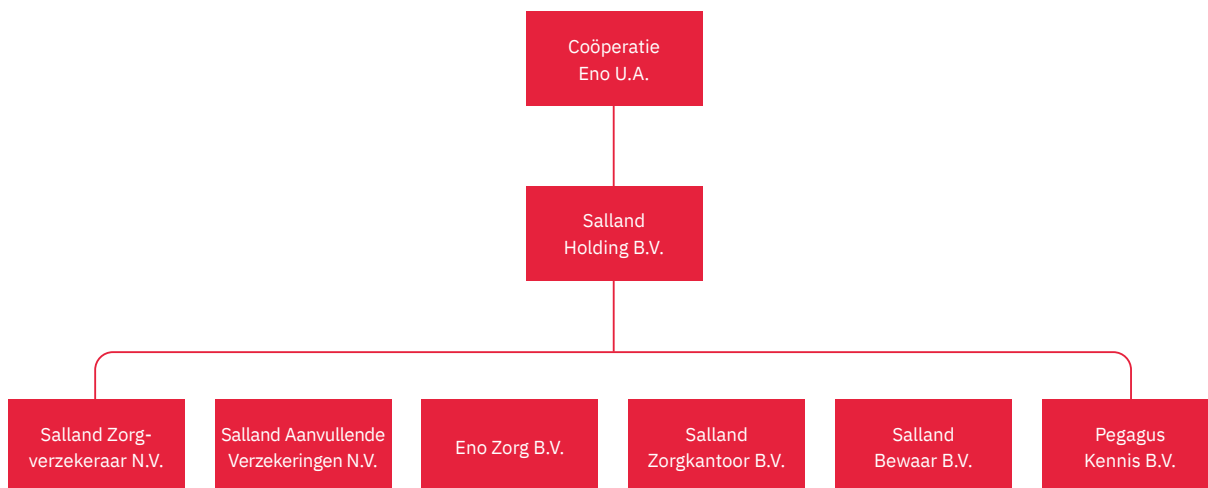 Coöperatie
Eno U.A.
Salland
Holding B.V.
Salland Zorg-
verzekeraar N.V.
Salland Aanvullende
Verzekeringen N.V.
Eno Zorg B.V.
Salland
Zorgkantoor B.V.
Salland
Bewaar B.V.
Pegagus
Kennis B.V.